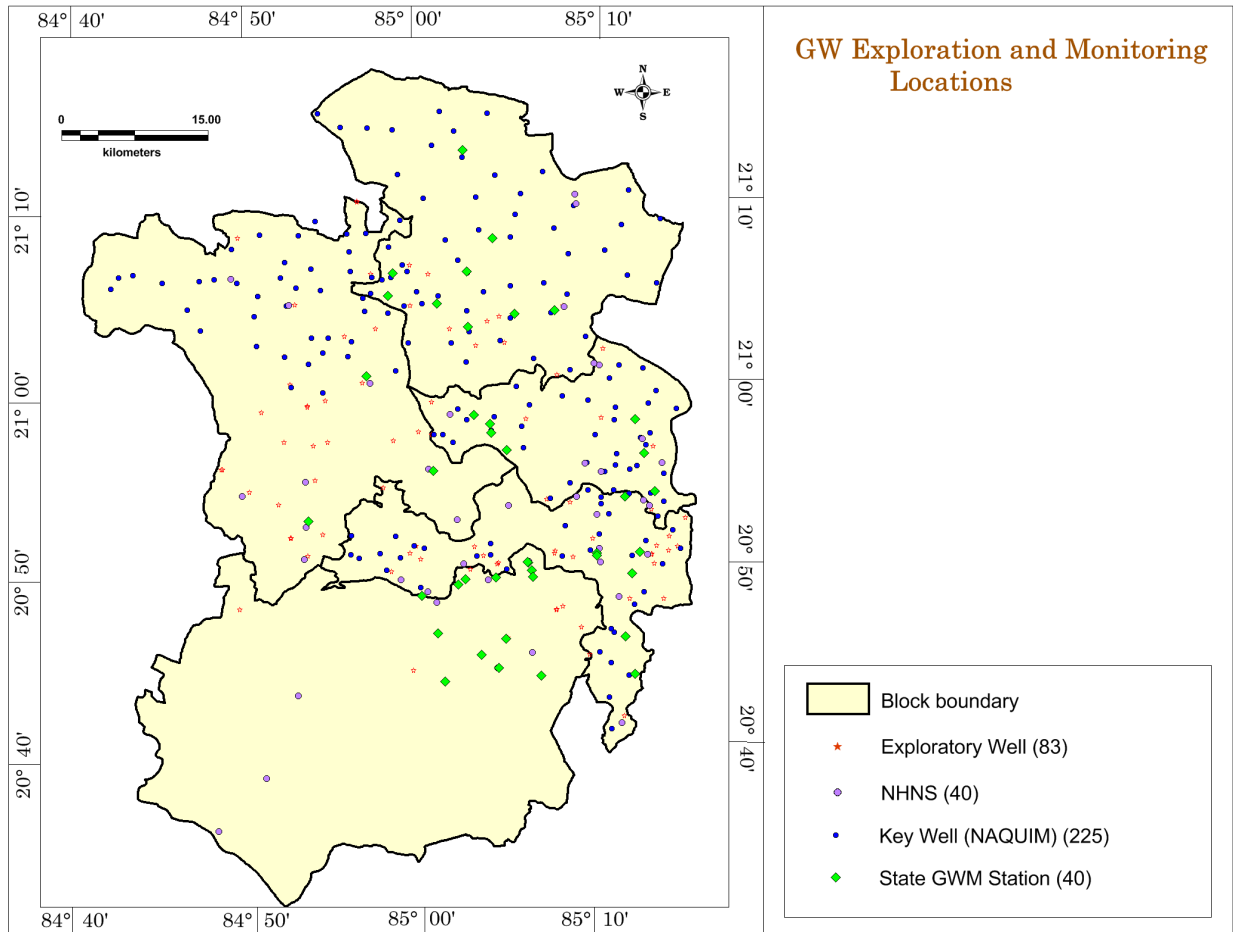 84° 40' 84° 50' 85° 00' 85° 10'
GW Exploration and Monitoring
Locations
N
W E
S
0 15.00
kilometers
21° 10'
21° 10'
21° 00'
21° 00'
20° 50'
20° 50'
20° 40'
20° 40'
Block boundary
Exploratory Well (83)
NHNS (40)
Key Well (NAQUIM) (225)
State GWM Station (40)
84° 40' 84° 50' 85° 00' 85° 10'